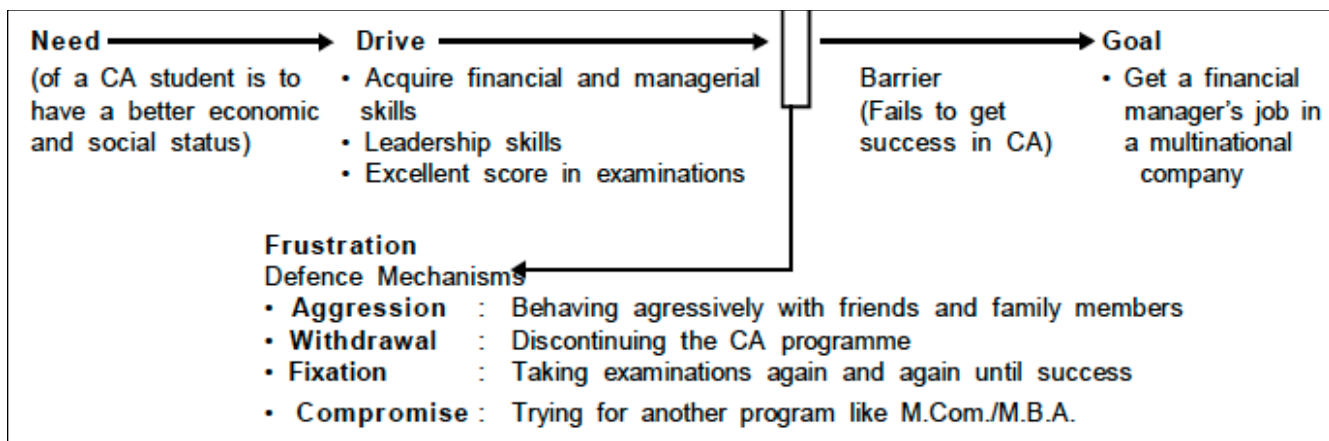 Need
(of a CA student is to
have a better economic
and social status)
Drive
• Acquire financial and managerial
skills
• Leadership skills
• Excellent score in examinations
Barrier
(Fails to get
success in CA)
Goal
• Get a financial
manager's job in
a multinational
company
Frustration
Defence Mechanisms
• Aggression : Behaving agressively with friends and family members
• Withdrawal : Discontinuing the CA programme
• Fixation : Taking examinations again and again until success
• Compromise : Trying for another program like M.Com./M.B.A.